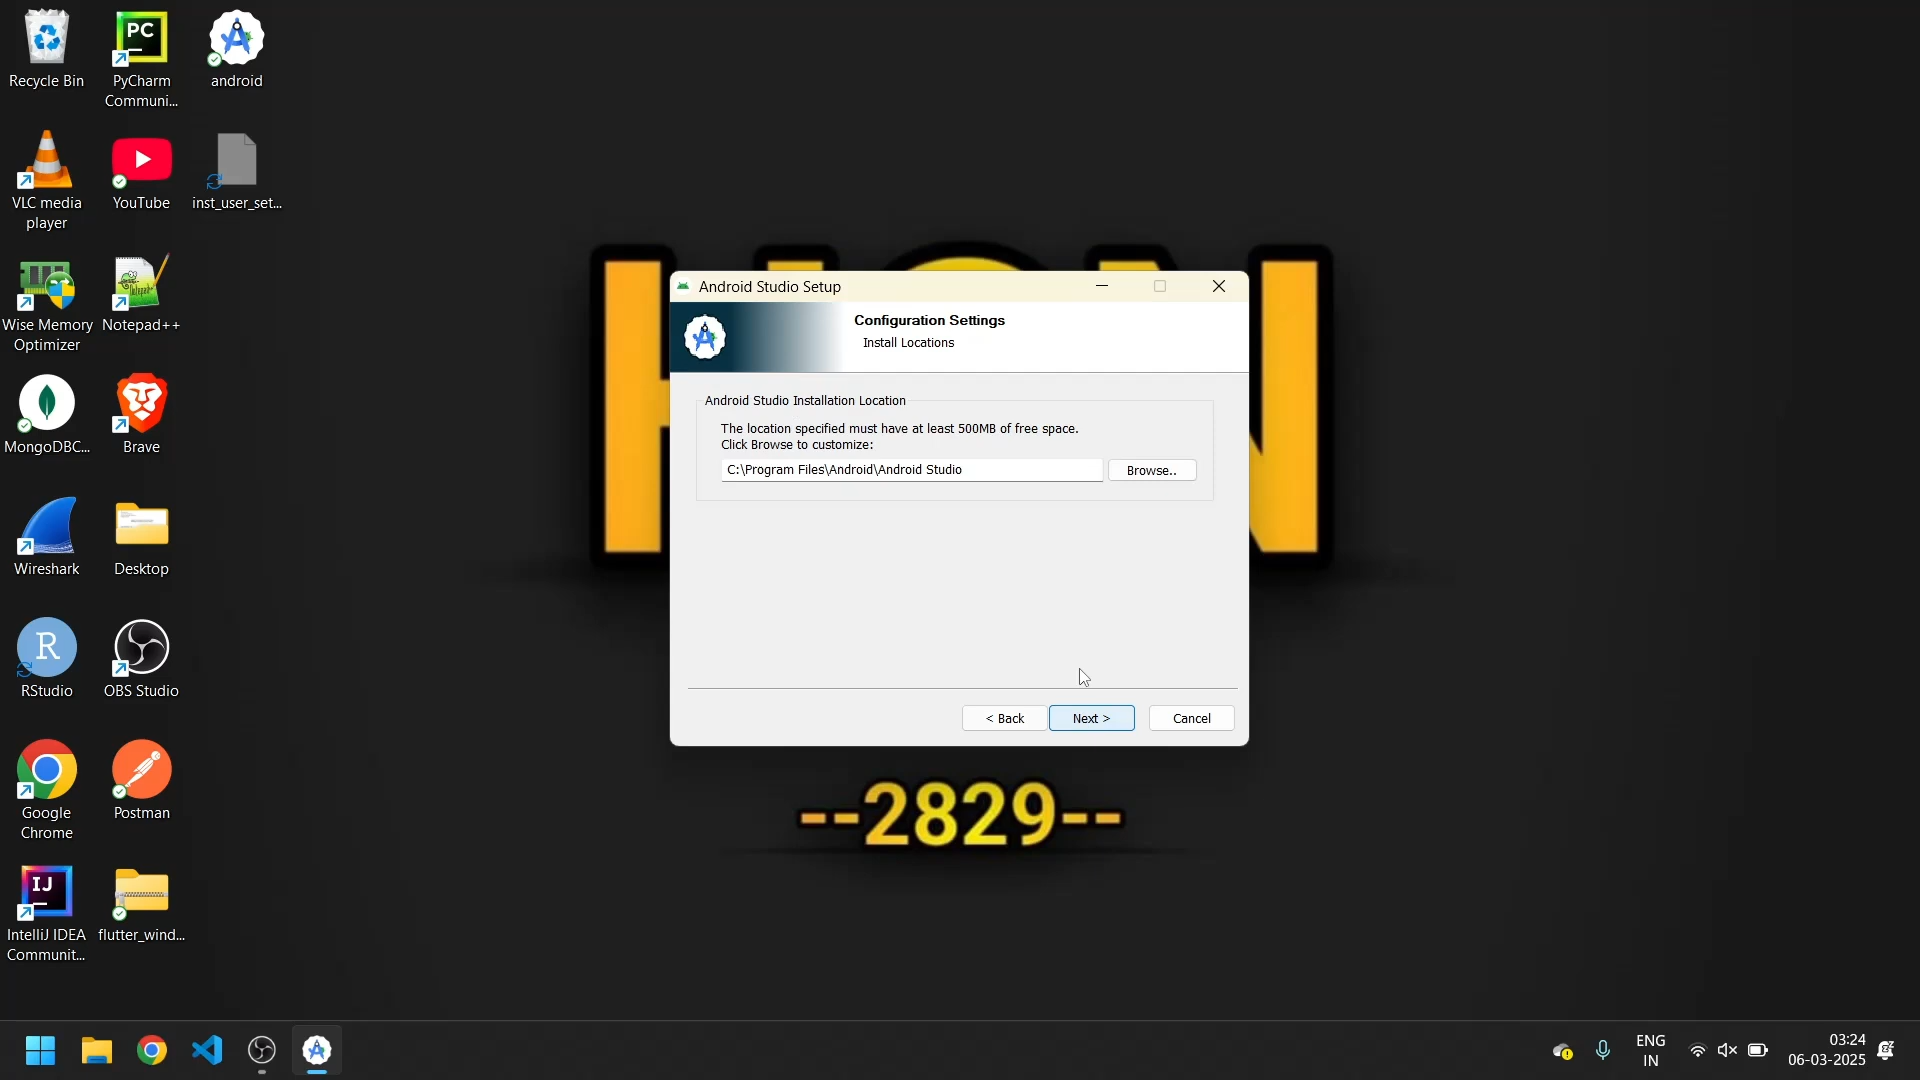 Recycle Bin
PC
PyCharm
Communi...
android
VLC media
player
YouTube
inst_user_set...
Wise Memory
Optimizer
Notepad++
MongoDBC...
Brave
Wireshark
Desktop
R
RStudio
OBS Studio
Google
Chrome
Postman
IJ
IntelliJ IDEA
Communit...
flutter_wind...
Android Studio Setup
Configuration Settings
Install Locations
Android Studio Installation Location
The location specified must have at least 500MB of free space.
Click Browse to customize:
C:\Program Files\Android\Android Studio
Browse..
< Back
Next >
Cancel
--2829--
ENG
IN
03:24
06-03-2025